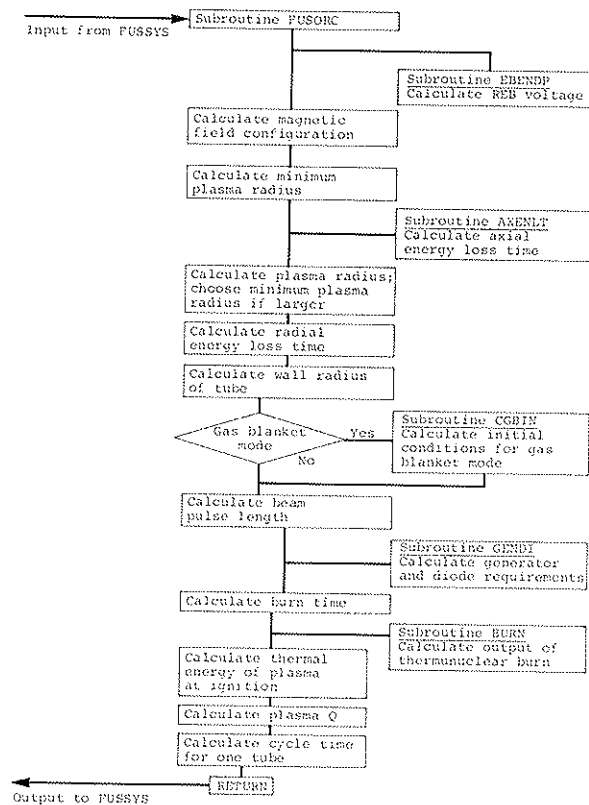 Subroutine FUSORC
Input from FUSSYS
Subroutine EBENDP
Calculate REB voltage
Calculate magnetic
field configuration
Calculate minimum
plasma radius
Subroutine AXENLT
Calculate axial
energy loss time
Calculate plasma radius;
choose minimum plasma
radius if larger
Calculate radial
energy loss time
Calculate wall radius
of tube
Gas blanket
mode
Yes
No
Subroutine CGBIN
Calculate initial
conditions for gas
blanket mode
Calculate beam
pulse length
Subroutine GENDI
Calculate generator
and diode requirements
Calculate burn time
Subroutine BURN
Calculate output of
thermunuclear burn
Calculate thermal
energy of plasma
at ignition
Calculate plasma Q
Calculate cycle time
for one tube
RETURN
Output to FUSSYS